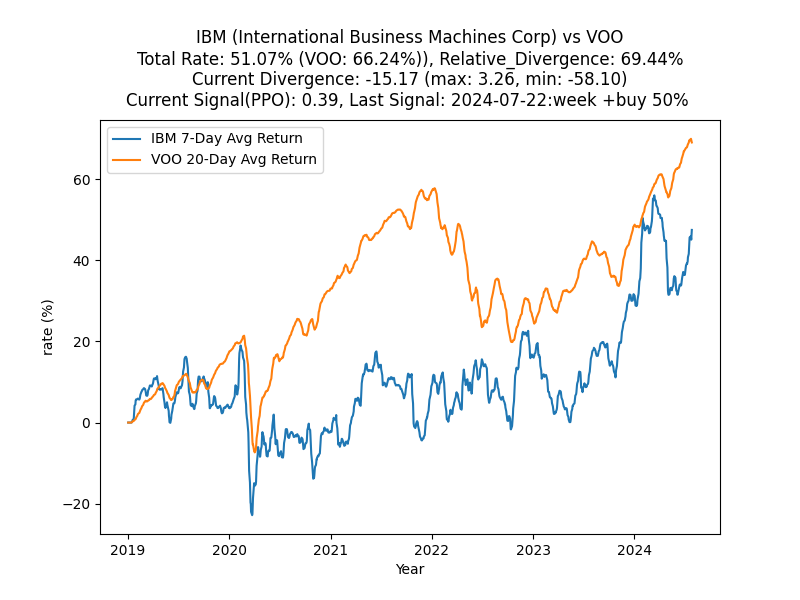 IBM (International Business Machines Corp) vs VOO
Total Rate: 51.07% (VOO: 66.24%)), Relative_Divergence: 69.44%
Current Divergence: -15.17 (max: 3.26, min: -58.10)
Current Signal(PPO): 0.39, Last Signal: 2024-07-22:week +buy 50%
IBM 7-Day Avg Return
VOO 20-Day Avg Return
60
40
20
0
−20
rate (%)
2019 2020 2021 2022 2023 2024
Year